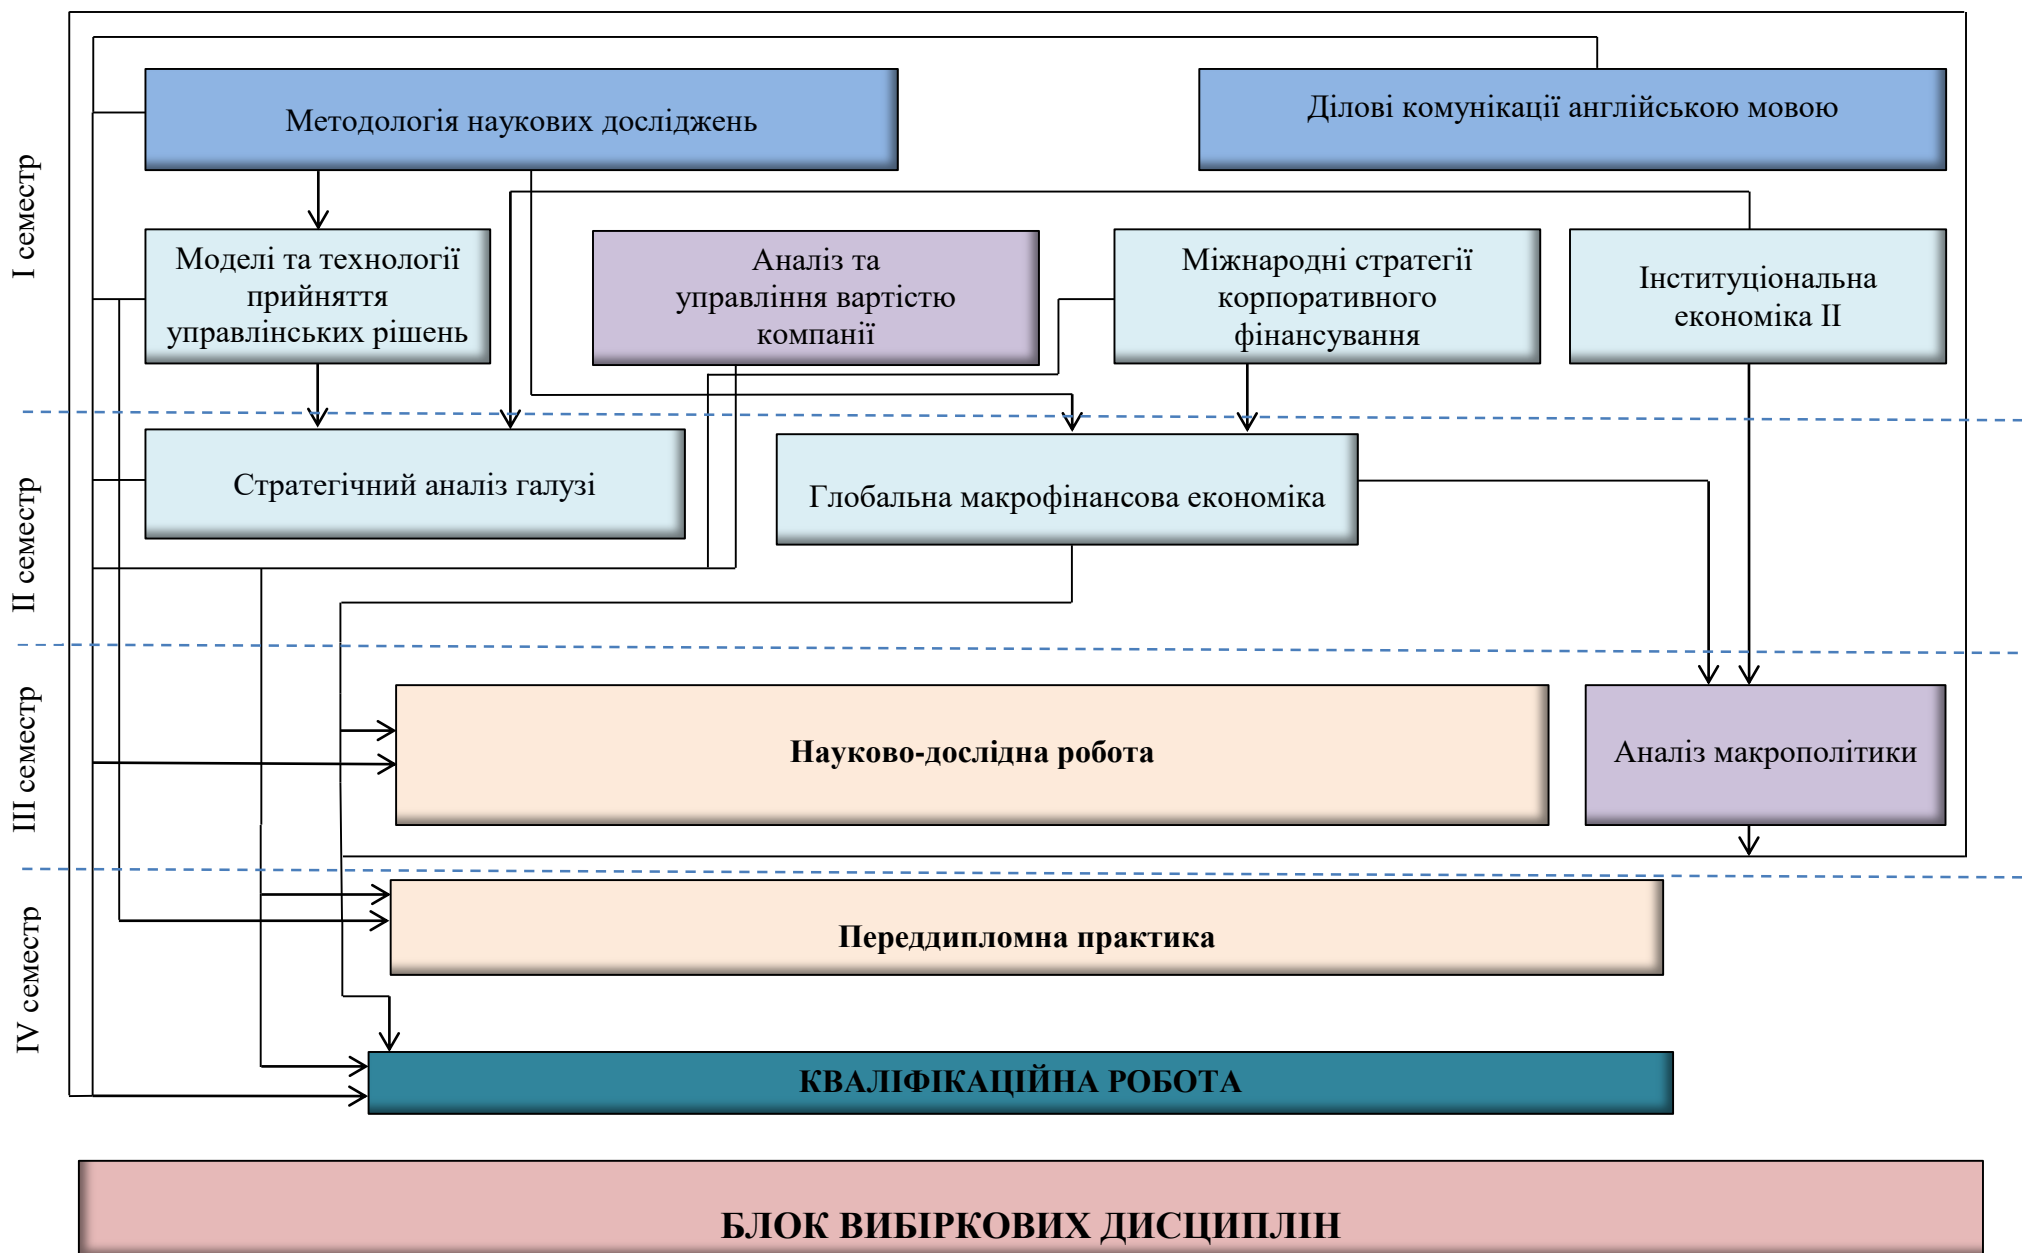 I семестр
Методологія наукових досліджень
Ділові комунікації англійською мовою
Моделі та технології
прийняття
управлінських рішень
Аналіз та
управління вартістю
компанії
Міжнародні стратегії
корпоративного
фінансування
Інституціональна
економіка II
II семестр
Стратегічний аналіз галузі
Глобальна макрофінансова економіка
III семестр
Науково-дослідна робота
Аналіз макрополітики
IV семестр
Переддипломна практика
КВАЛІФІКАЦІЙНА РОБОТА
БЛОК ВИБІРКОВИХ ДИСЦИПЛІН